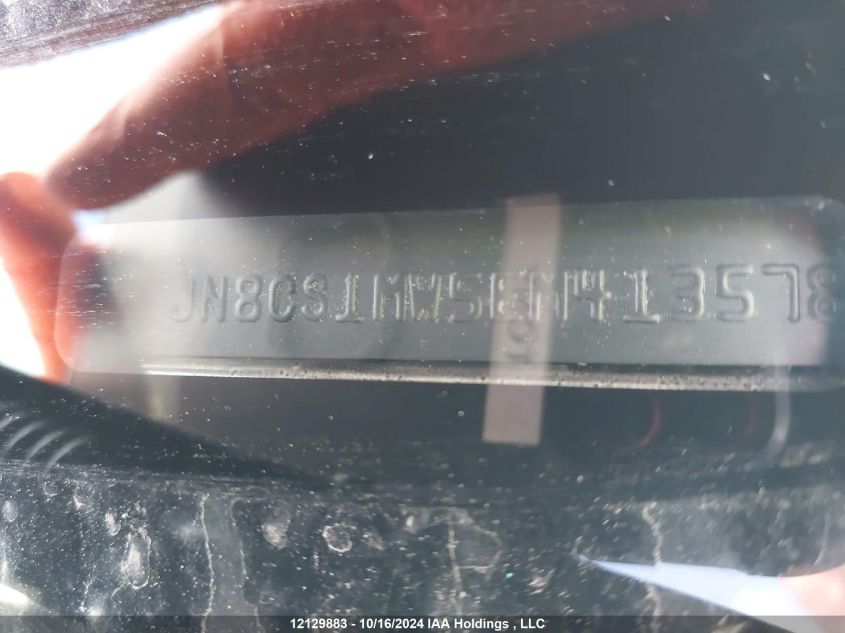 JN8CS1MW5EM413578
12129883 - 10/16/2024 IAA Holdings , LLC